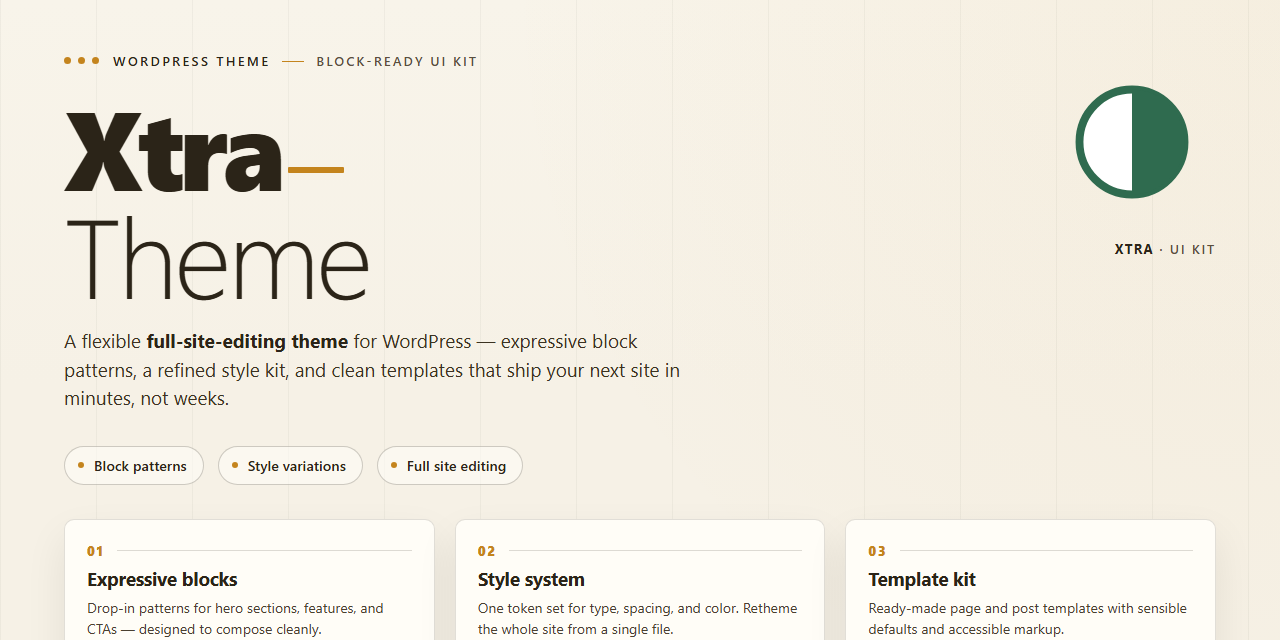 WORDPRESS THEME — BLOCK-READY UI KIT
Xtra—
Theme
XTRA · UI KIT
A flexible full-site-editing theme for WordPress — expressive block
patterns, a refined style kit, and clean templates that ship your next site in
minutes, not weeks.
Block patterns
Style variations
Full site editing
01
Expressive blocks
Drop-in patterns for hero sections, features, and
CTAs — designed to compose cleanly.
02
Style system
One token set for type, spacing, and color. Retheme
the whole site from a single file.
03
Template kit
Ready-made page and post templates with sensible
defaults and accessible markup.